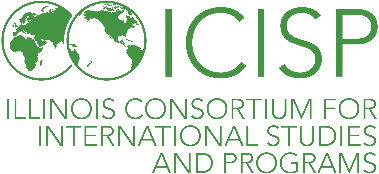 ICISP
ILLINOIS CONSORTIUM FOR
INTERNATIONAL STUDIES
AND PROGRAMS